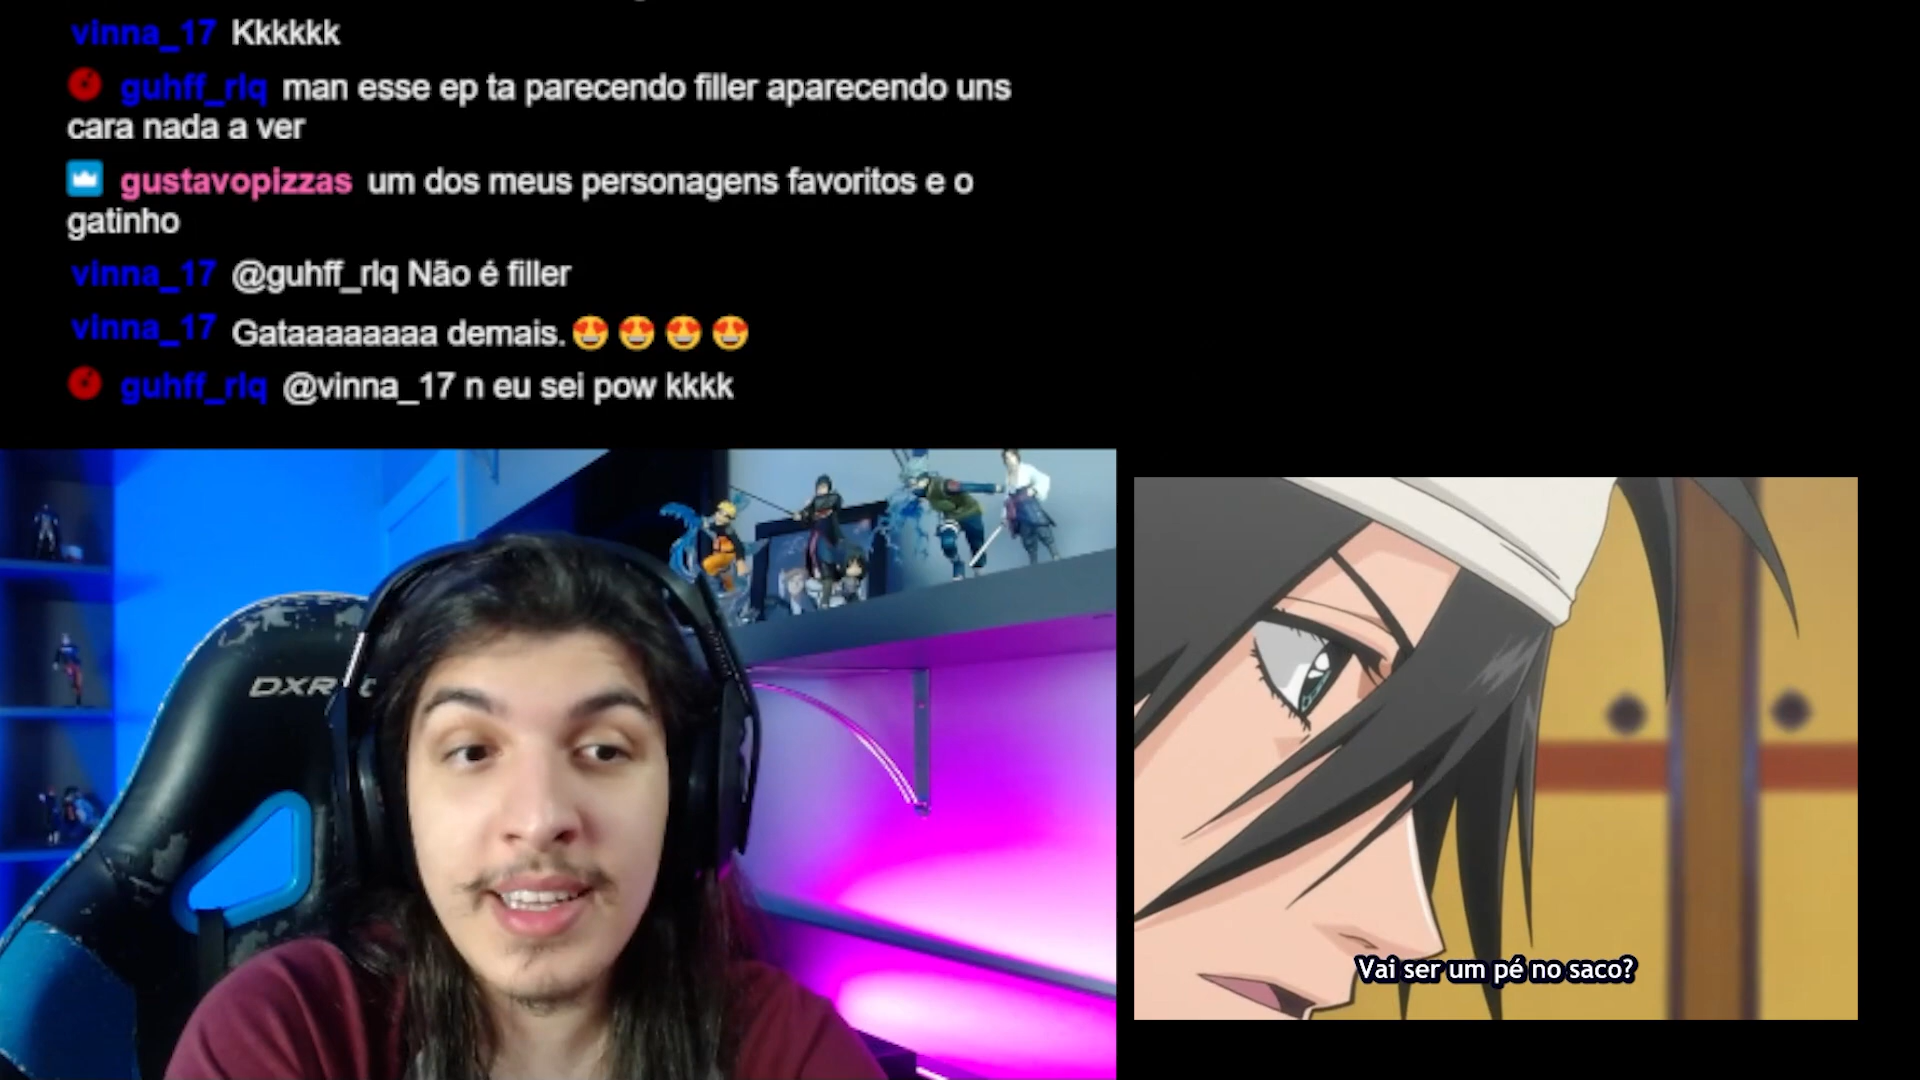 vinna_17 Kkkkkk
guhff_rlq man esse ep ta parecendo filler aparecendo uns
cara nada a ver
gustavopizzas um dos meus personagens favoritos e o
gatinho
vinna_17 @guhff_rlq Não é filler
vinna_17 Gataaaaaaaa demais.😍😍😍😍
guhff_rlq @vinna_17 n eu sei pow kkkk
DXR
Vai ser um pé no saco?